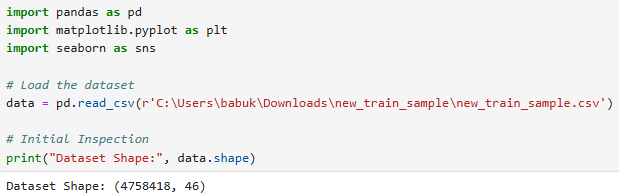 import pandas as pd
import matplotlib.pyplot as plt
import seaborn as sns
# Load the dataset
data = pd.read_csv(r'C:\Users\babuk\Downloads\new_train_sample\new_train_sample.csv')
# Initial Inspection
print("Dataset Shape:", data.shape)
Dataset Shape: (4758418, 46)